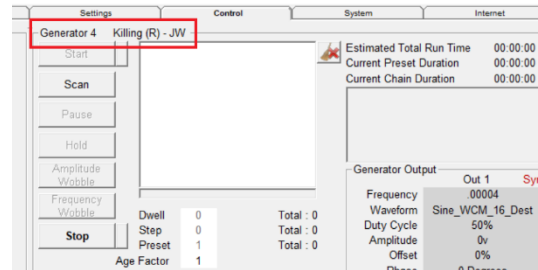 Settings Control System Internet
Generator 4 Killing (R) - JW
Start
Scan
Pause
Hold
Amplitude
Wobble
Frequency
Wobble
Stop
Dwell 0 Total : 0
Step 0 Total : 0
Preset 1 Total : 0
Age Factor 1
Estimated Total Run Time 00:00:00
Current Preset Duration 00:00:00
Current Chain Duration 00:00:00
Generator Output
Out 1
Frequency .00004
Waveform Sine_WCM_16_Dest
Duty Cycle 50%
Amplitude 0v
Offset 0%
Phase 0 Degrees